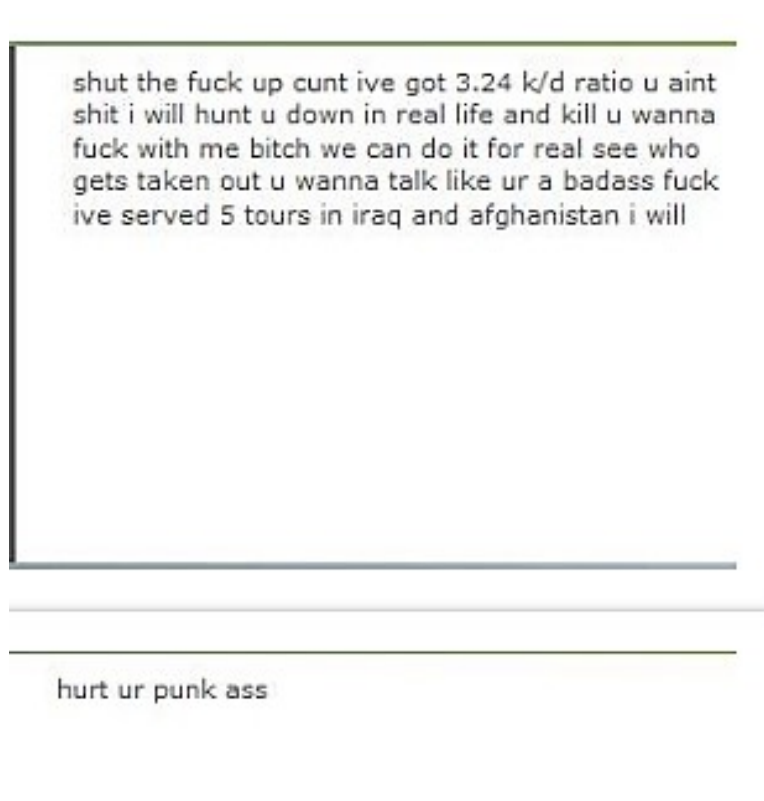 shut the fuck up cunt ive got 3.24 k/d ratio u aint
shit i will hunt u down in real life and kill u wanna
fuck with me bitch we can do it for real see who
gets taken out u wanna talk like ur a badass fuck
ive served 5 tours in iraq and afghanistan i will
hurt ur punk ass